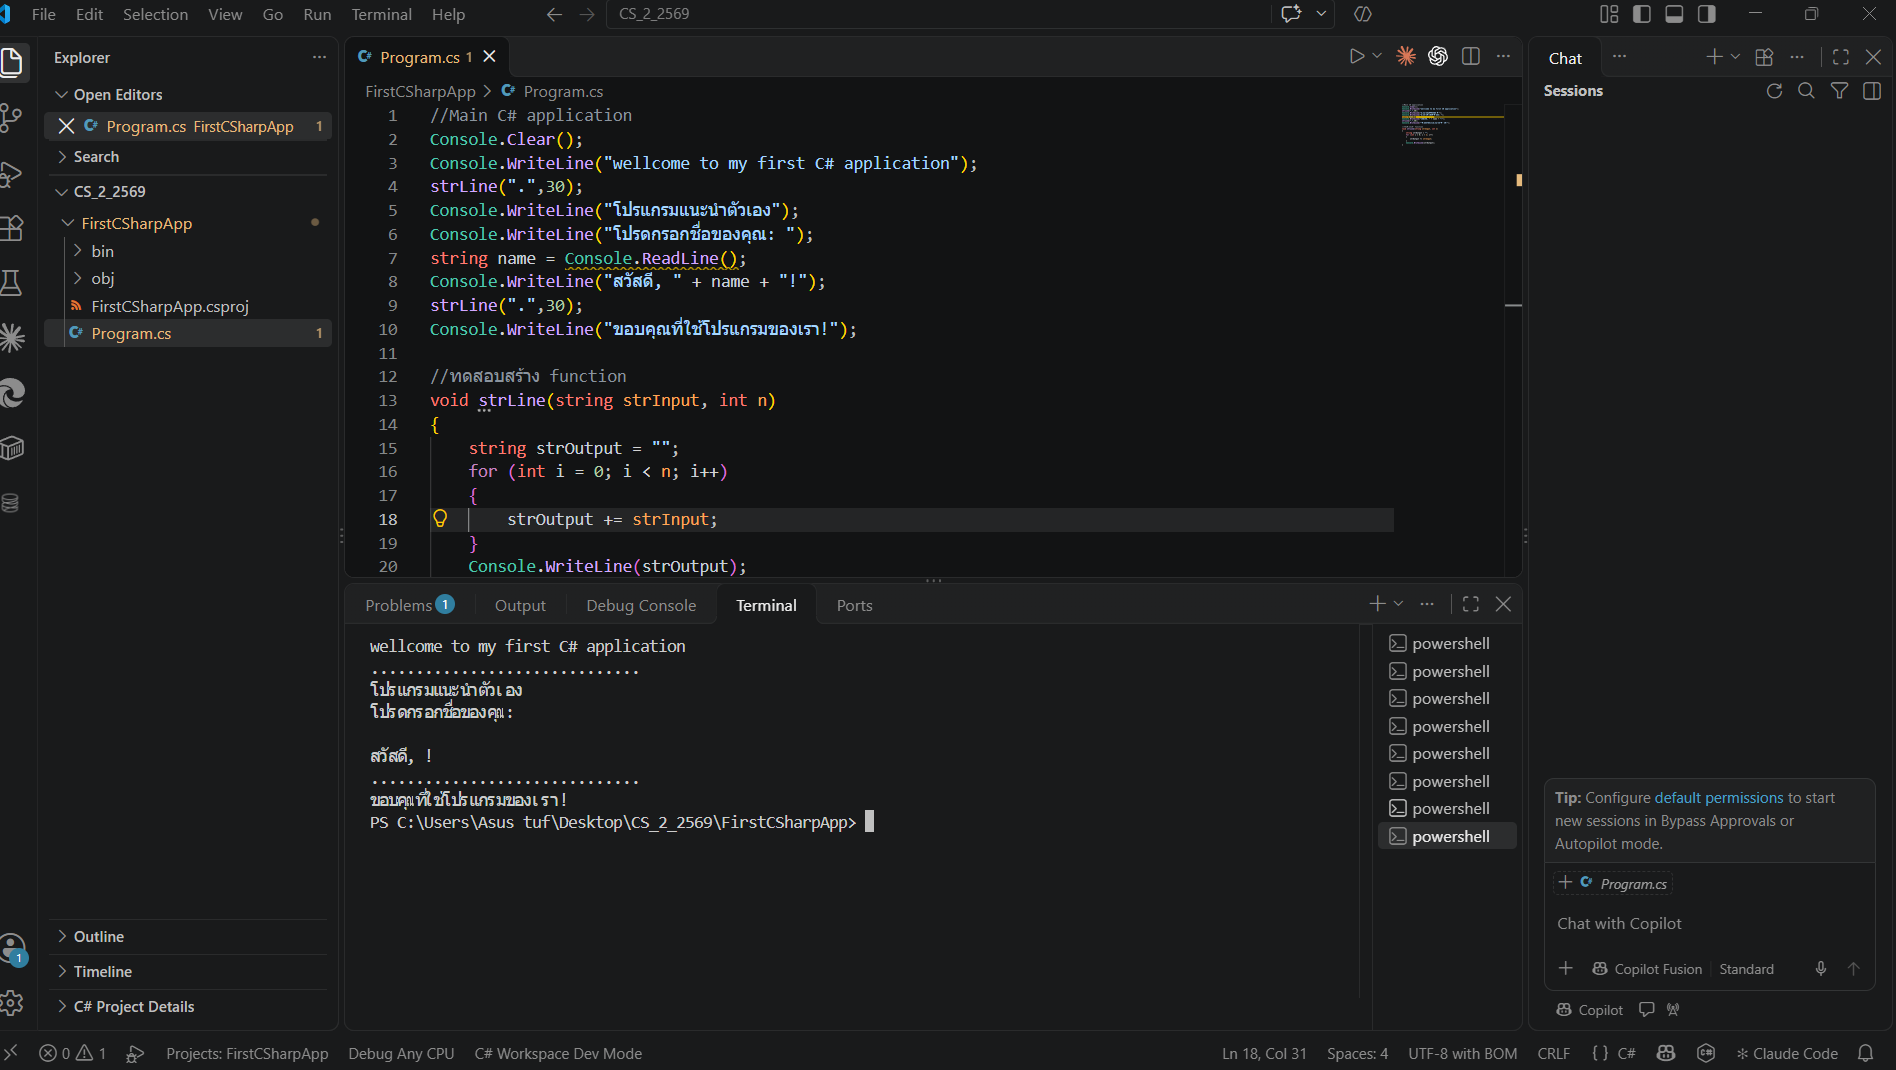 File Edit Selection View Go Run Terminal Help
CS_2_2569
Explorer
Open Editors
Program.cs FirstCSharpApp 1
Search
CS_2_2569
FirstCSharpApp
bin
obj
FirstCSharpApp.csproj
Program.cs 1
Outline
Timeline
C# Project Details
Program.cs 1
FirstCSharpApp > Program.cs
1 //Main C# application
2 Console.Clear();
3 Console.WriteLine("wellcome to my first C# application");
4 strLine(".",30);
5 Console.WriteLine("โปรแกรมแนะนำตัวเอง");
6 Console.WriteLine("โปรดกรอกชื่อของคุณ: ");
7 string name = Console.ReadLine();
8 Console.WriteLine("สวัสดี, " + name + "!");
9 strLine(".",30);
10 Console.WriteLine("ขอบคุณที่ใช้โปรแกรมของเรา!");
11
12 //ทดสอบสร้าง function
13 void strLine(string strInput, int n)
14 {
15 string strOutput = "";
16 for (int i = 0; i < n; i++)
17 {
18 strOutput += strInput;
19 }
20 Console.WriteLine(strOutput);
Problems 1 Output Debug Console Terminal Ports
wellcome to my first C# application
..............................
โปรแกรมแนะนำตัวเอง
โปรดกรอกชื่อของคุณ:
สวัสดี, !
..............................
ขอบคุณที่ใช้โปรแกรมของเรา!
PS C:\Users\Asus tuf\Desktop\CS_2_2569\FirstCSharpApp>
powershell
powershell
powershell
powershell
powershell
powershell
powershell
powershell
Chat
Sessions
Tip: Configure default permissions to start
new sessions in Bypass Approvals or
Autopilot mode.
Program.cs
Chat with Copilot
Copilot Fusion Standard
Copilot
1
0 1 Projects: FirstCSharpApp Debug Any CPU C# Workspace Dev Mode Ln 18, Col 31 Spaces: 4 UTF-8 with BOM CRLF { } C# Claude Code